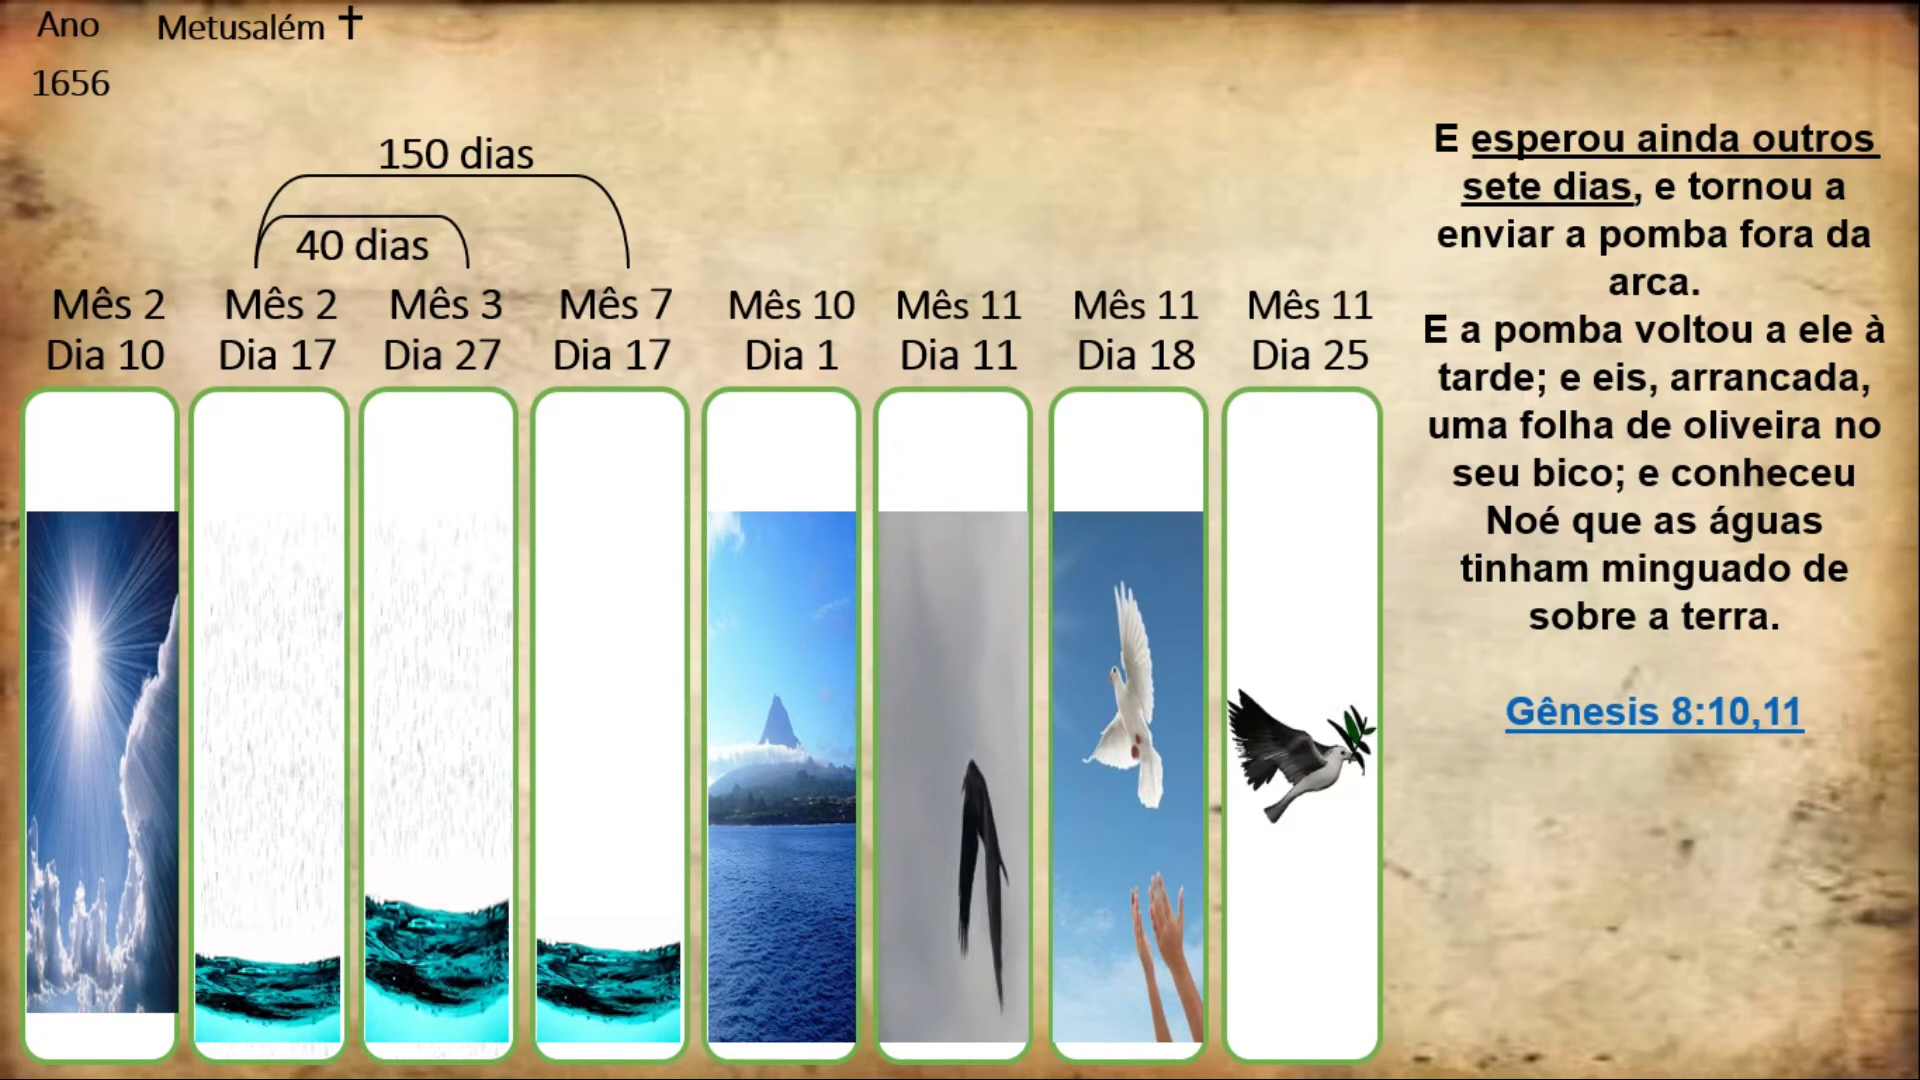 Ano
Metusalém ✝
1656
150 dias
40 dias
Mês 2
Dia 10
Mês 2
Dia 17
Mês 3
Dia 27
Mês 7
Dia 17
Mês 10
Dia 1
Mês 11
Dia 11
Mês 11
Dia 18
Mês 11
Dia 25
E esperou ainda outros
sete dias, e tornou a
enviar a pomba fora da
arca.
E a pomba voltou a ele à
tarde; e eis, arrancada,
uma folha de oliveira no
seu bico; e conheceu
Noé que as águas
tinham minguado de
sobre a terra.
Gênesis 8:10,11